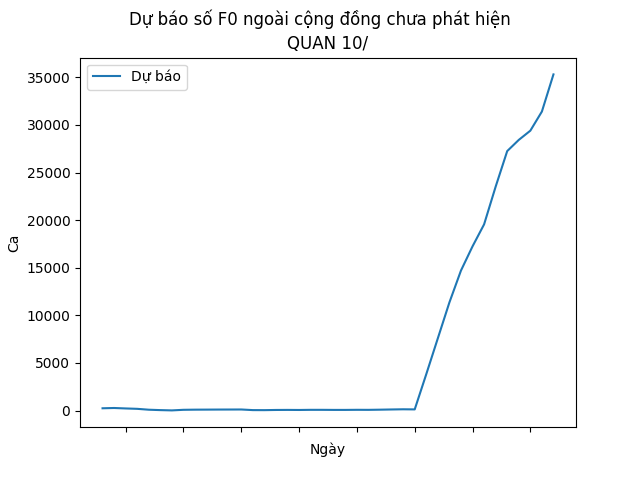 Dự báo số F0 ngoài cộng đồng chưa phát hiện
QUAN 10/
Dự báo
35000
30000
25000
20000
15000
10000
5000
0
Ca
Ngày